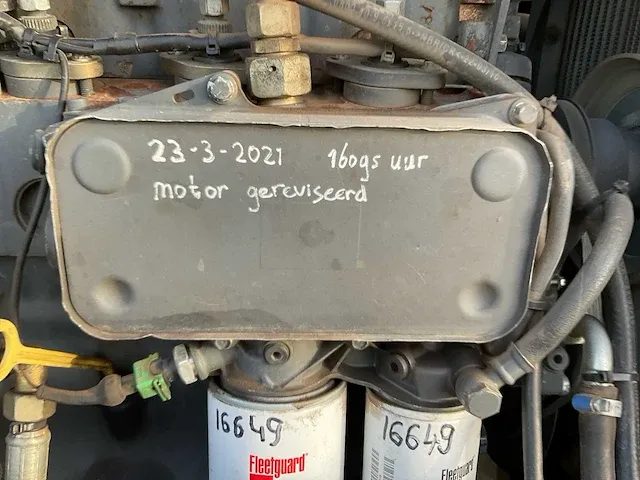 23-3-2021 16095 uur
motor gereviseerd
16649 16649
Fleetguard Fleetguard